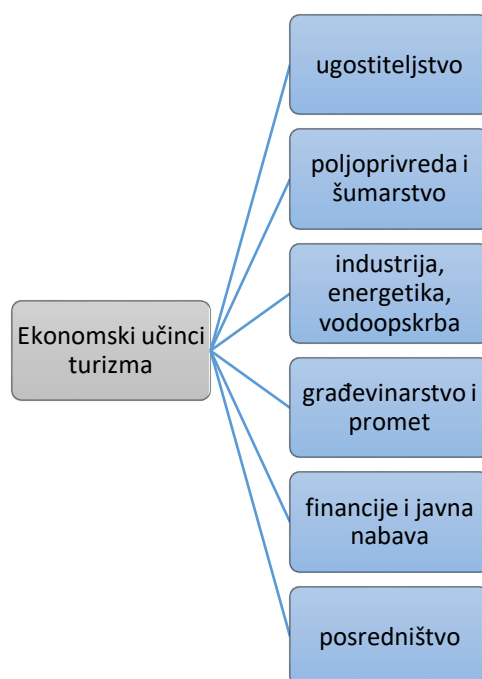 ugostiteljstvo
poljoprivreda i
šumarstvo
industrija,
energetika,
vodoopskrba
Ekonomski učinci
turizma
građevinarstvo i
promet
financije i javna
nabava
posredništvo